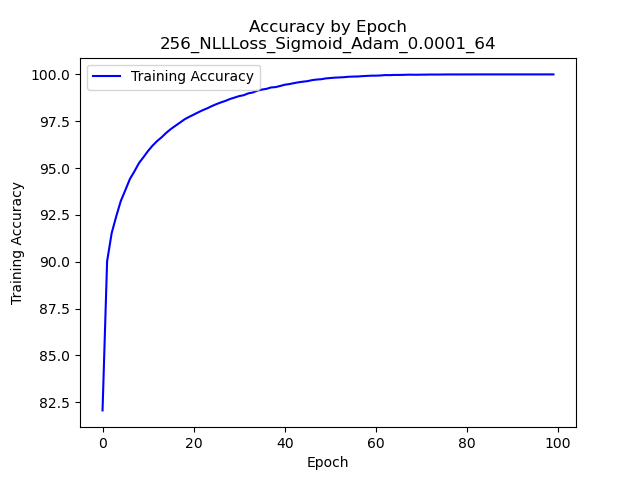 Accuracy by Epoch
256_NLLLoss_Sigmoid_Adam_0.0001_64
Training Accuracy
100.0
97.5
95.0
92.5
90.0
87.5
85.0
82.5
Training Accuracy
0
20
40
60
80
100
Epoch